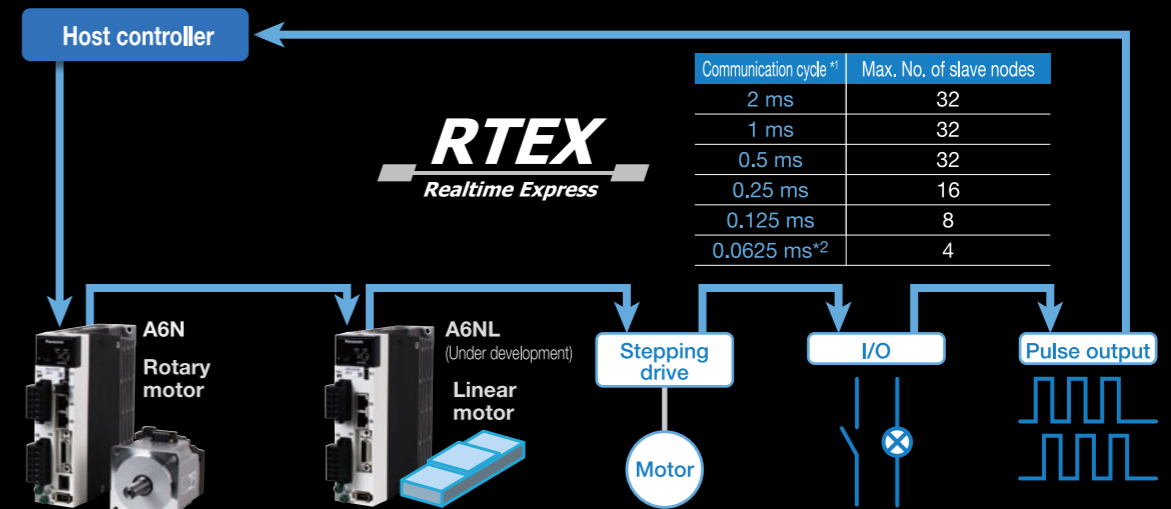 Host controller
Communication cycle *1 Max. No. of slave nodes
2 ms 32
1 ms 32
0.5 ms 32
0.25 ms 16
0.125 ms 8
0.0625 ms*2 4
RTEX
Realtime Express
A6N
Rotary
motor
A6NL
(Under development)
Linear
motor
Stepping
drive
Motor
I/O
Pulse output
Panasonic
Panasonic